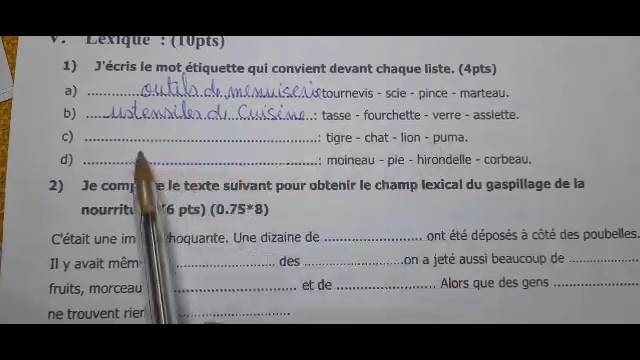 V. Lexique : (10pts)
1) J'écris le mot étiquette qui convient devant chaque liste. (4pts)
a) ............outils de menuiserie tournevis - scie - pince - marteau.
b) .....ustensiles de Cuisine..: tasse - fourchette - verre - assiette.
c) ..........................................................: tigre - chat - lion - puma.
d) ..........................................................: moineau - pie - hirondelle - corbeau.
2) Je le texte suivant pour obtenir le champ lexical du gaspillage de la
(6 pts) (0.75*8)
C'était une choquante. Une dizaine de ......................... ont été déposés à côté des poubelles.
Il y avait ......................... des .........................on a jeté aussi beaucoup de ..................
fruits, morceau ............................... et de ......................... Alors que des gens ......................
ne trouvent rien ...........................